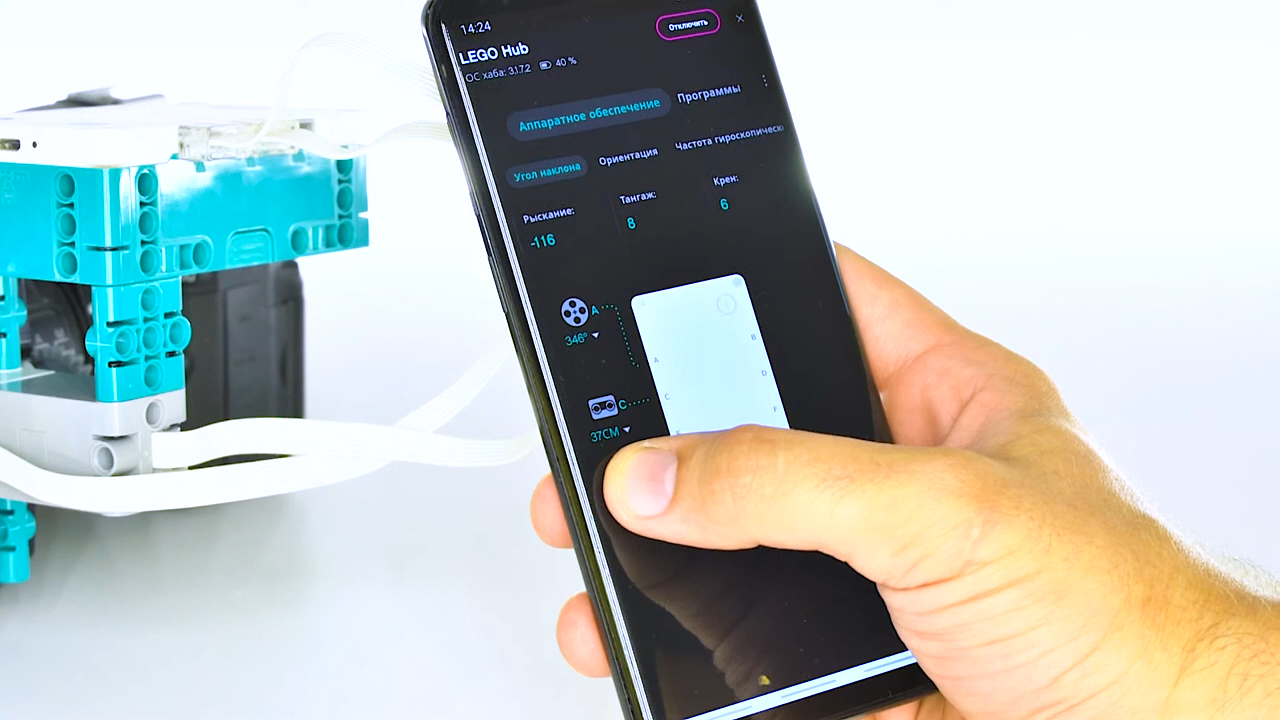 14:24
Отключить
LEGO Hub
ОС хаба: 3.1.7.2 40 %
Аппаратное обеспечение Программы
Угол наклона Ориентация Частота гироскопическ
Рыскание: Тангаж: Крен:
-116 8 6
A
346°
C
37CM
A B
C D
E F